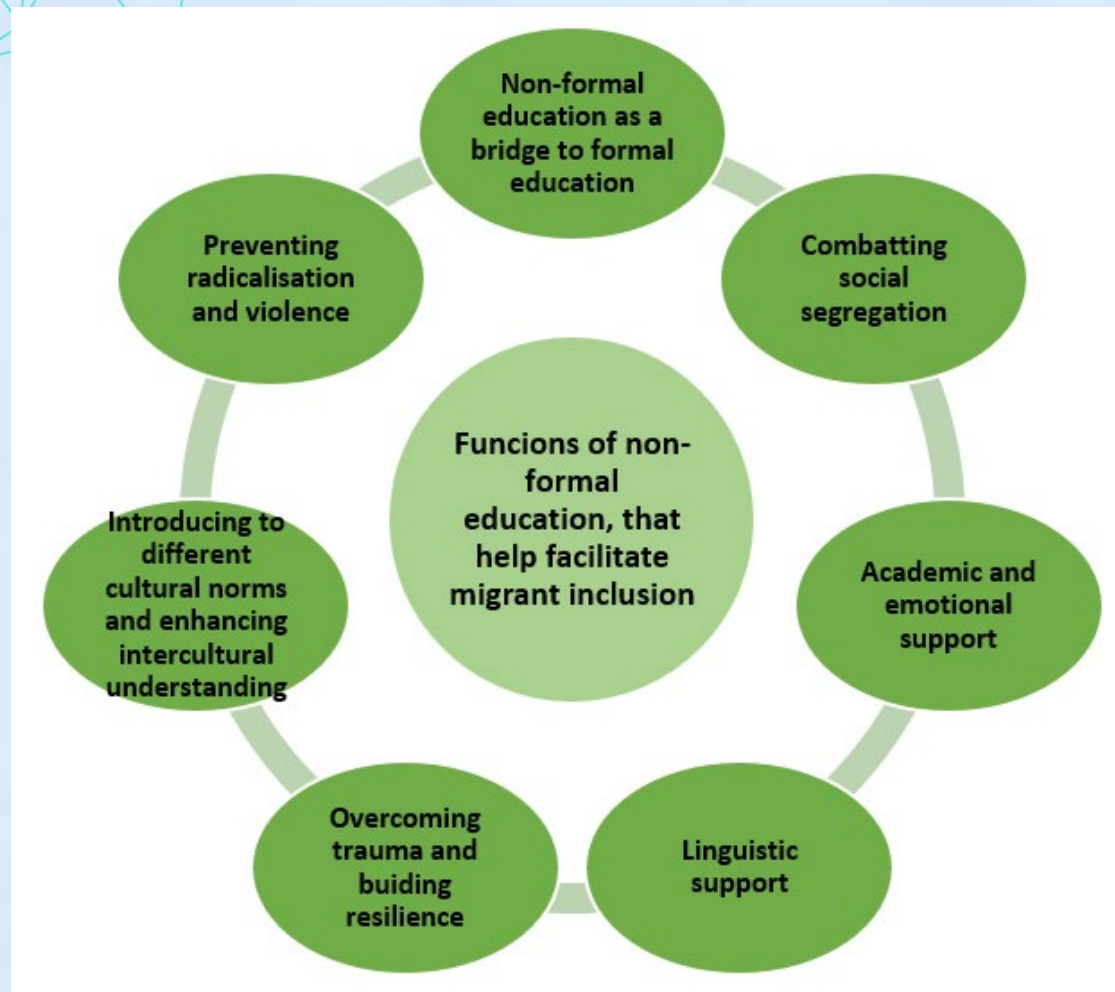 Non-formal
education as a
bridge to formal
education
Combatting
social
segregation
Academic and
emotional
support
Linguistic
support
Overcoming
trauma and
buiding
resilience
Introducing to
different
cultural norms
and enhancing
intercultural
understanding
Preventing
radicalisation
and violence
Funcions of non-
formal
education, that
help facilitate
migrant inclusion